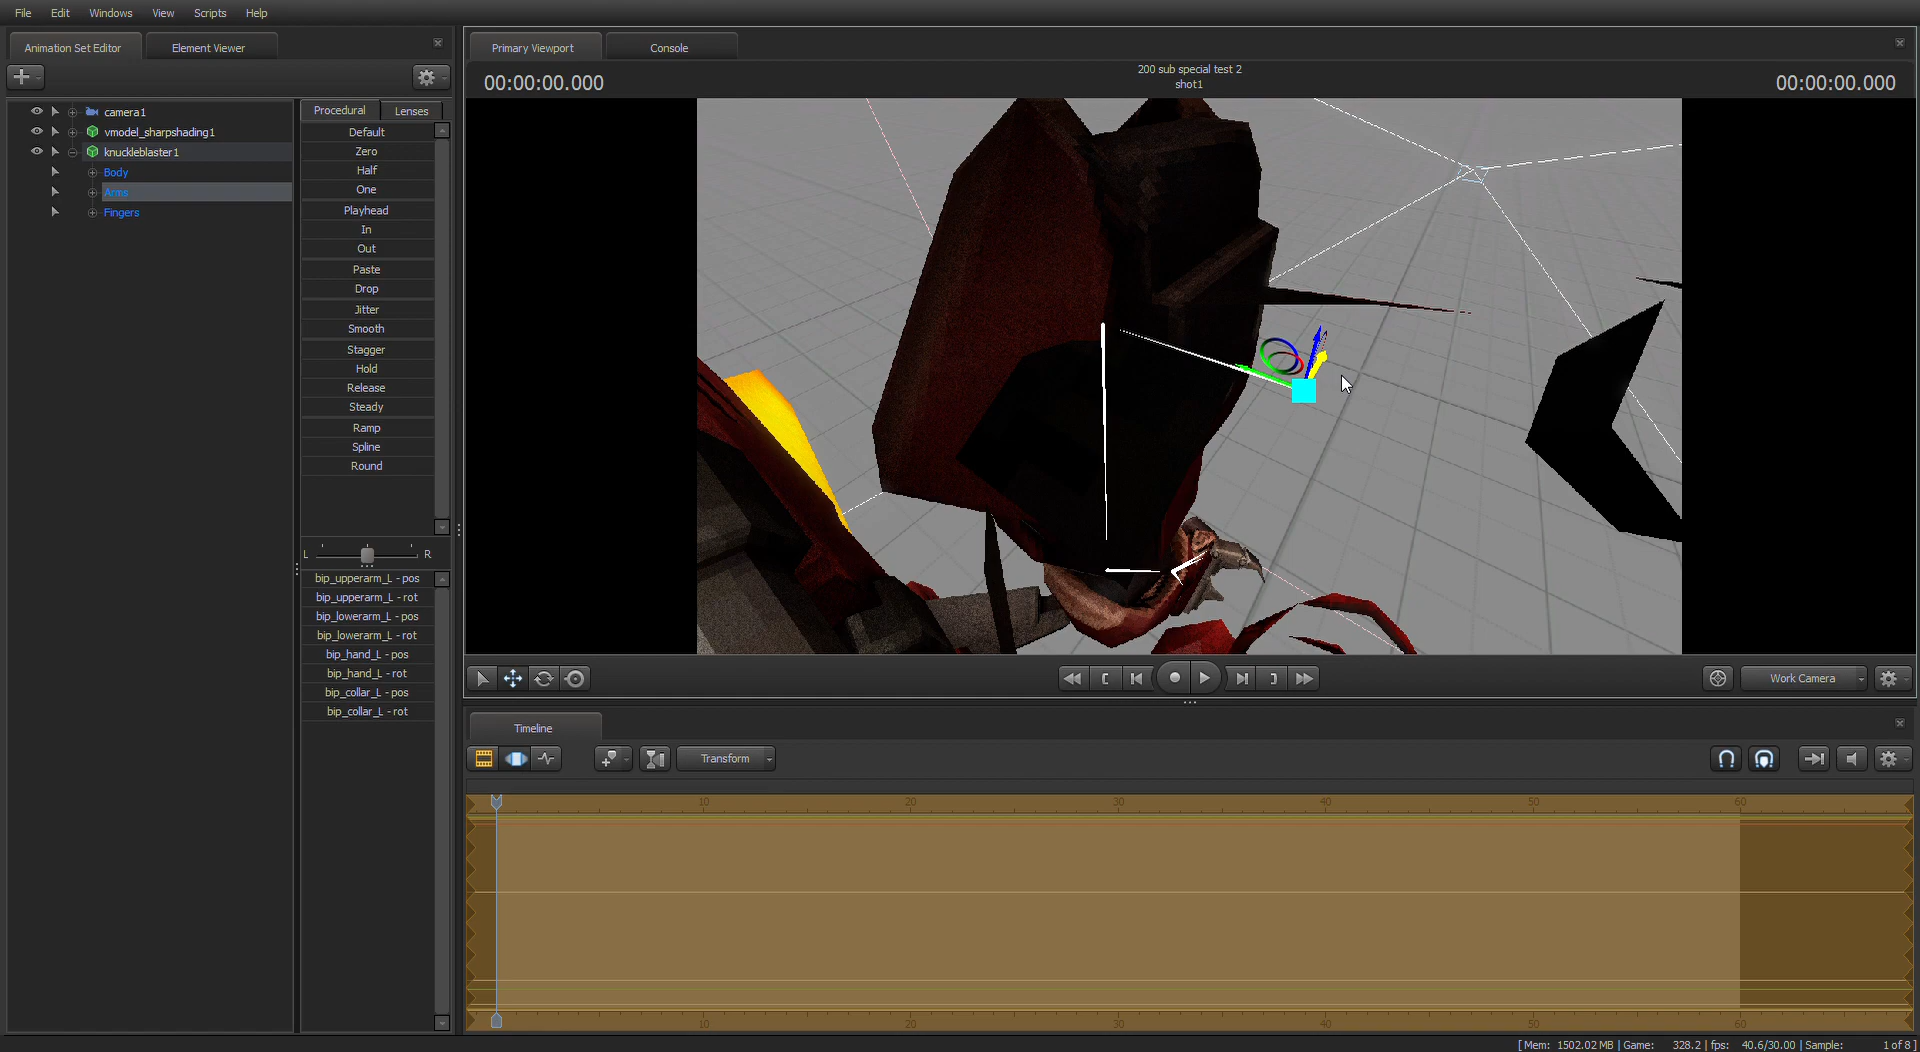 File Edit Windows View Scripts Help
Animation Set Editor Element Viewer
Primary Viewport Console
00:00:00.000
200 sub special test 2
shot1
00:00:00.000
camera1
vmodel_sharpshading1
knuckleblaster1
Body
Arms
Fingers
Procedural Lenses
Default
Zero
Half
One
Playhead
In
Out
Paste
Drop
Jitter
Smooth
Stagger
Hold
Release
Steady
Ramp
Spline
Round
L R
bip_upperarm_L - pos
bip_upperarm_L - rot
bip_lowerarm_L - pos
bip_lowerarm_L - rot
bip_hand_L - pos
bip_hand_L - rot
bip_collar_L - pos
bip_collar_L - rot
Work Camera
Timeline
Transform
10 20 30 40 50 60
10 20 30 40 50 60
[ Mem: 1502.02 MB | Game: 328.2 | fps: 40.6/30.00 | Sample: 1 of 8 ]